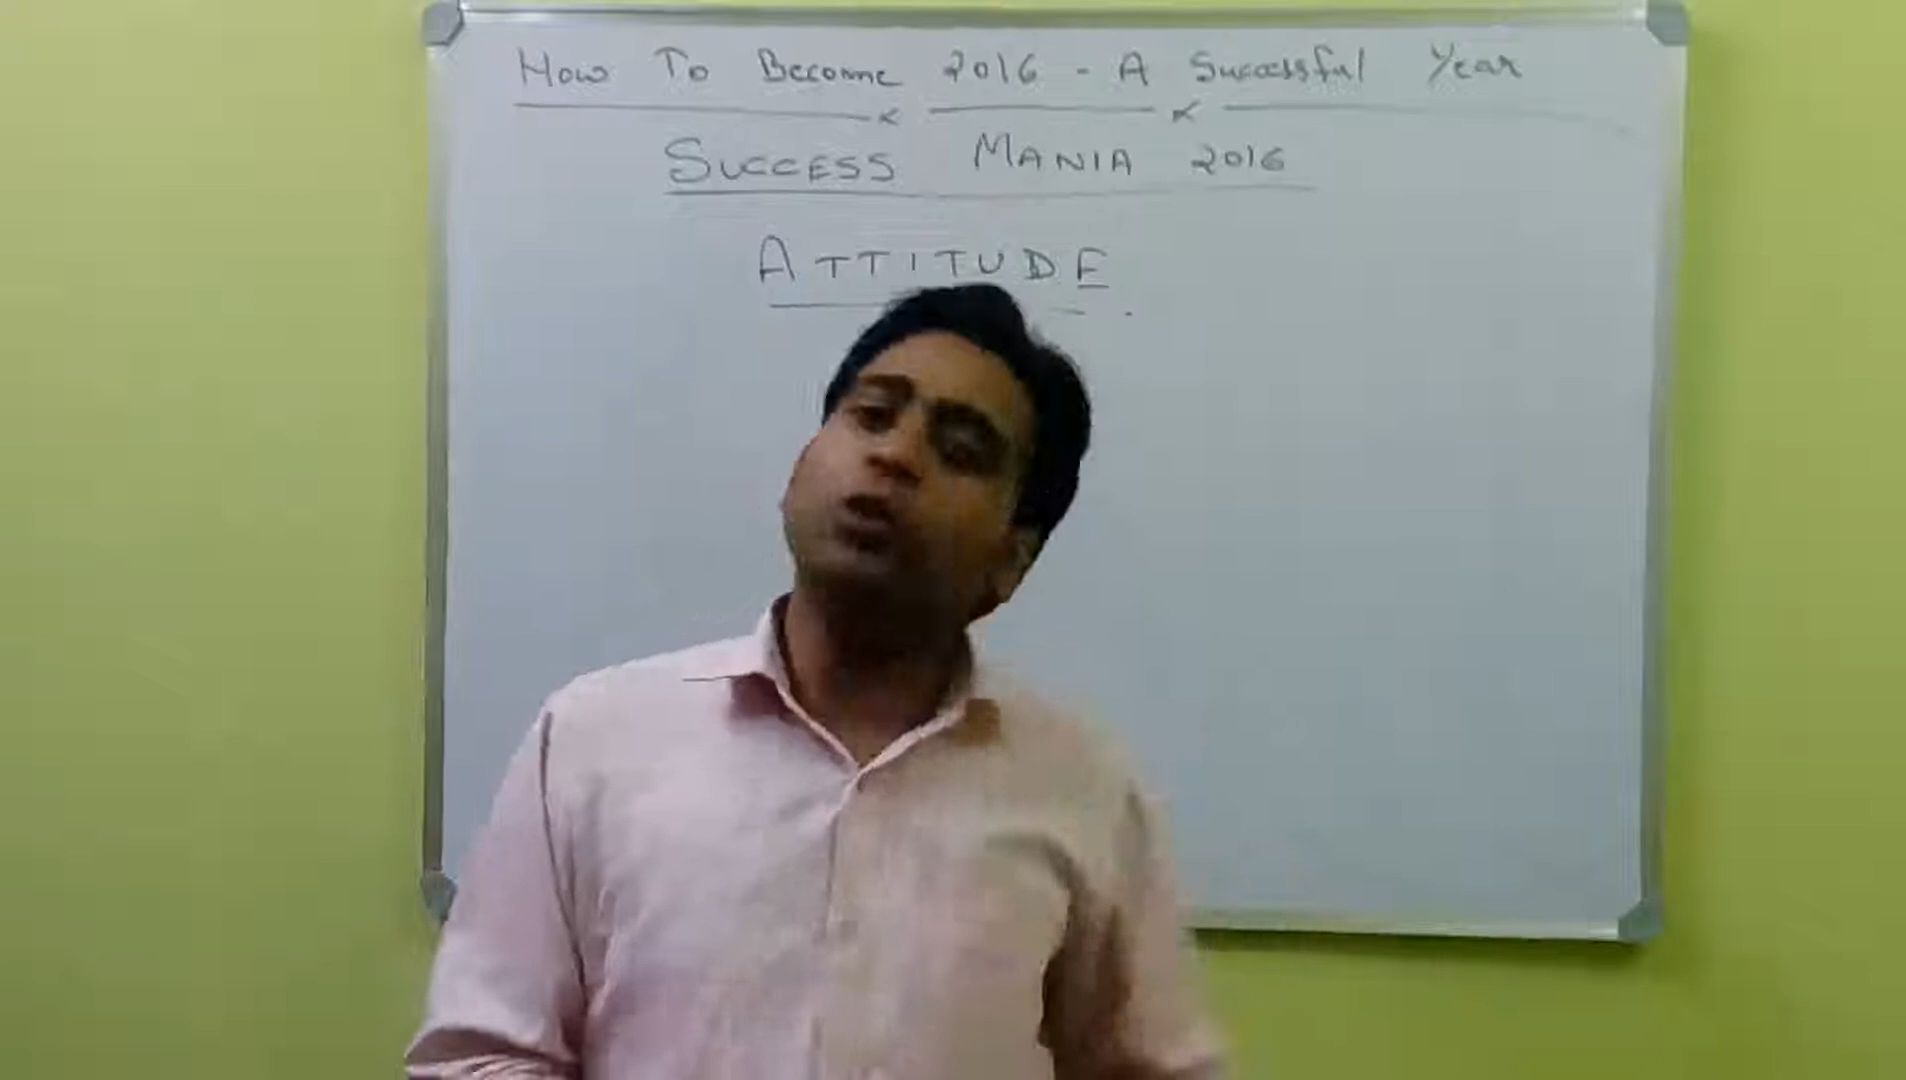 How To Become 2016 - A Successful Year
SUCCESS MANIA 2016
ATTITUDE.